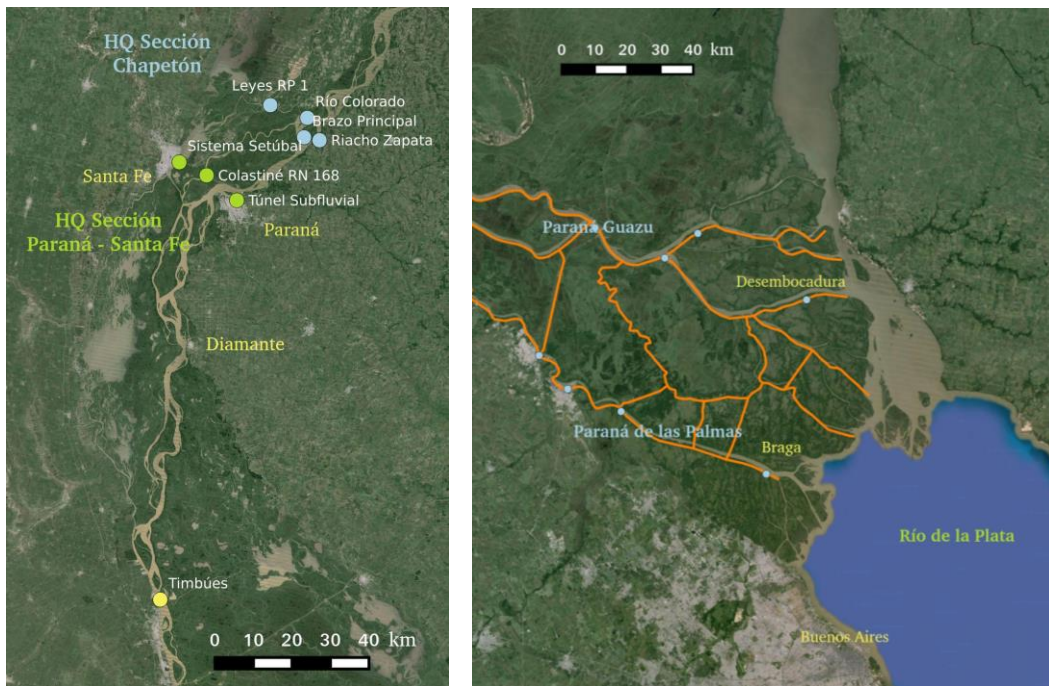 HQ Sección
Chapetón
Leyes RP 1
Río Colorado
Brazo Principal
Riacho Zapata
Sistema Setúbal
Santa Fe
Colastiné RN 168
Túnel Subfluvial
HQ Sección
Paraná - Santa Fe
Paraná
Diamante
Timbúes
0 10 20 30 40 km
0 10 20 30 40 km
Paraná Guazu
Desembocadura
Paraná de las Palmas
Braga
Río de la Plata
Buenos Aires